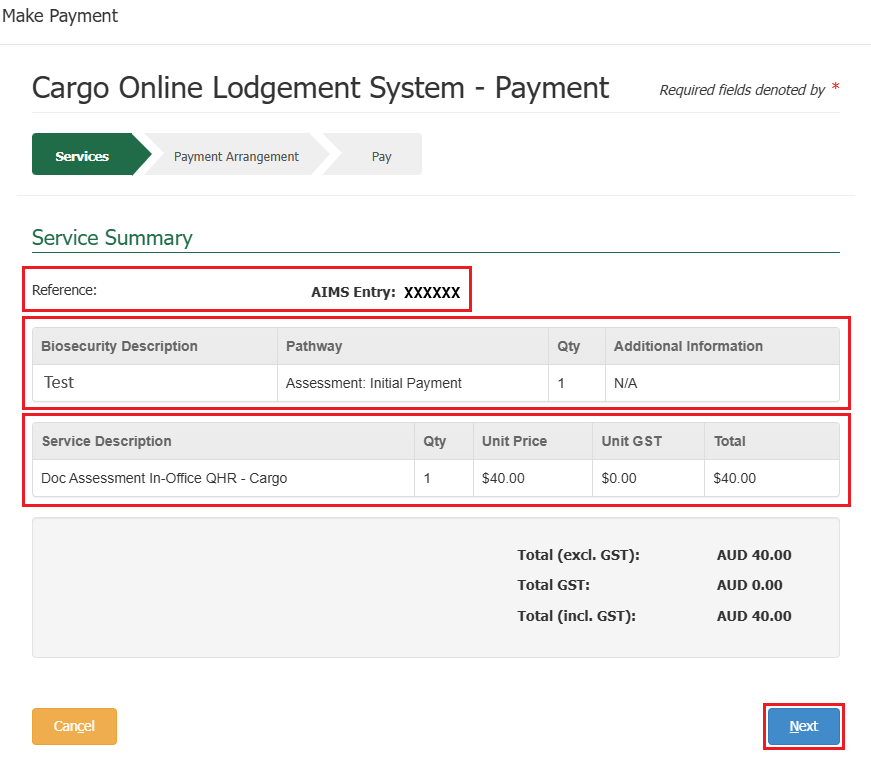 Make Payment
Cargo Online Lodgement System - Payment
Required fields denoted by *
Services Payment Arrangement Pay
Service Summary
Reference: AIMS Entry: XXXXXX
Biosecurity Description Pathway Qty Additional Information
Test Assessment: Initial Payment 1 N/A
Service Description Qty Unit Price Unit GST Total
Doc Assessment In-Office QHR - Cargo 1 $40.00 $0.00 $40.00
Total (excl. GST): AUD 40.00
Total GST: AUD 0.00
Total (incl. GST): AUD 40.00
Cancel Next